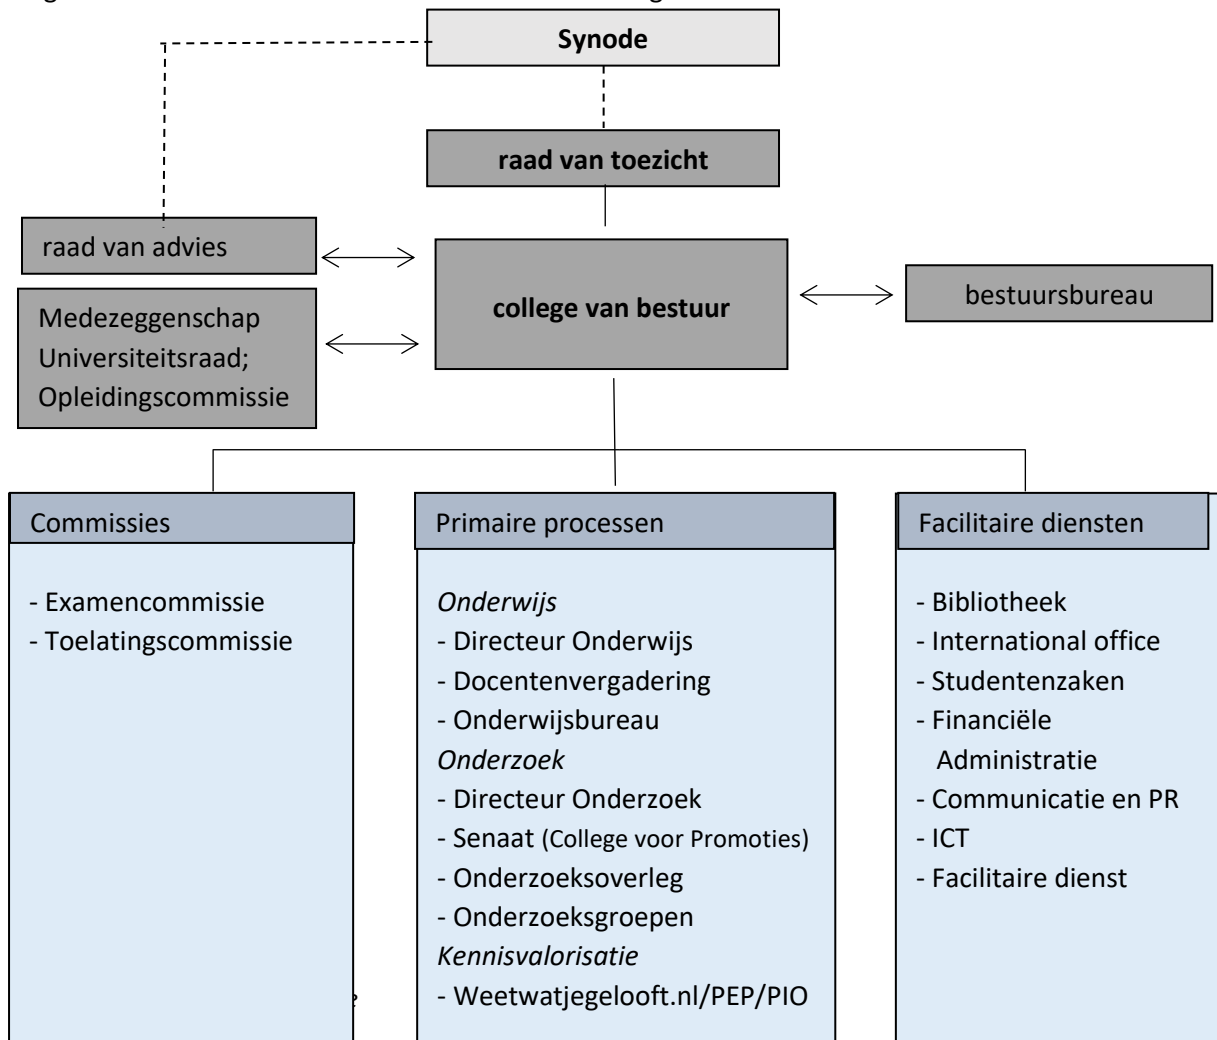 Synode
raad van toezicht
raad van advies
college van bestuur
bestuursbureau
Medezeggenschap
Universiteitsraad;
Opleidingscommissie
Commissies
- Examencommissie
- Toelatingscommissie
Primaire processen
Onderwijs
- Directeur Onderwijs
- Docentenvergadering
- Onderwijsbureau
Onderzoek
- Directeur Onderzoek
- Senaat (College voor Promoties)
- Onderzoeksoverleg
- Onderzoeksgroepen
Kennisvalorisatie
- Weetwatjegelooft.nl/PEP/PIO
Facilitaire diensten
- Bibliotheek
- International office
- Studentenzaken
- Financiële
Administratie
- Communicatie en PR
- ICT
- Facilitaire dienst